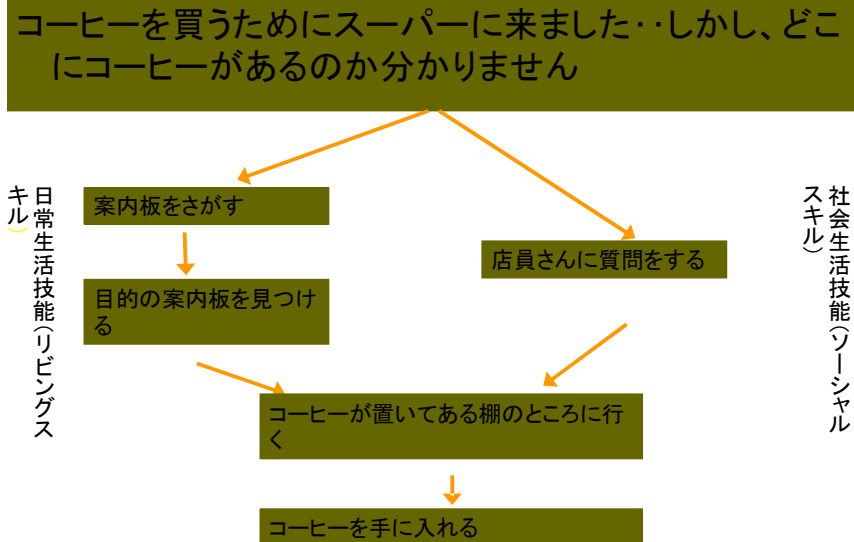 コーヒーを買うためにスーパーに来ました‥しかし、どこ
にコーヒーがあるのか分かりません
日常生活技能(リビングス
キル)
案内板をさがす
目的の案内板を見つけ
る
店員さんに質問をする
社会生活技能(ソーシャル
スキル)
コーヒーが置いてある棚のところに行
く
コーヒーを手に入れる